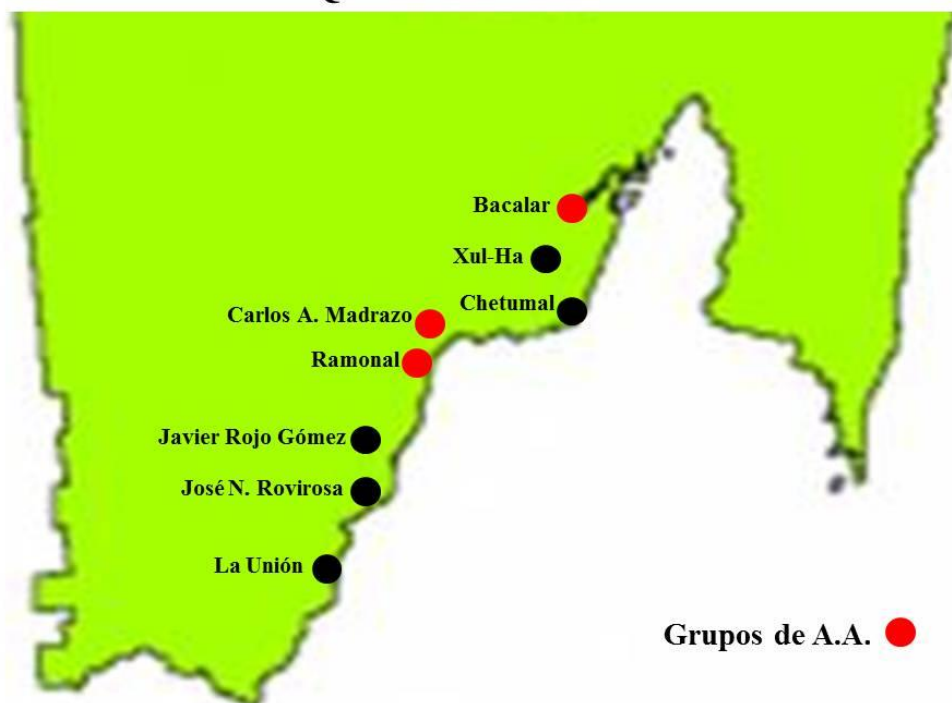 Bacalar
Xul-Ha
Chetumal
Carlos A. Madrazo
Ramonal
Javier Rojo Gómez
José N. Rovirosa
La Unión
Grupos de A.A.